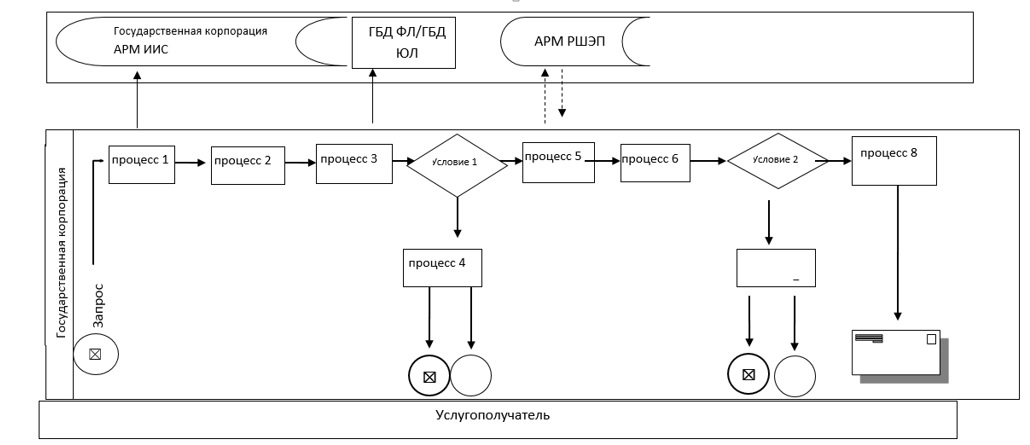 Государственная корпорация
АРМ ИИС
ГБД ФЛ/ГБД
ЮЛ
АРМ РШЭП
Государственная корпорация
Запрос
процесс 1
процесс 2
процесс 3
Условие 1
процесс 5
процесс 6
Условие 2
процесс 8
процесс 4
Услугополучатель